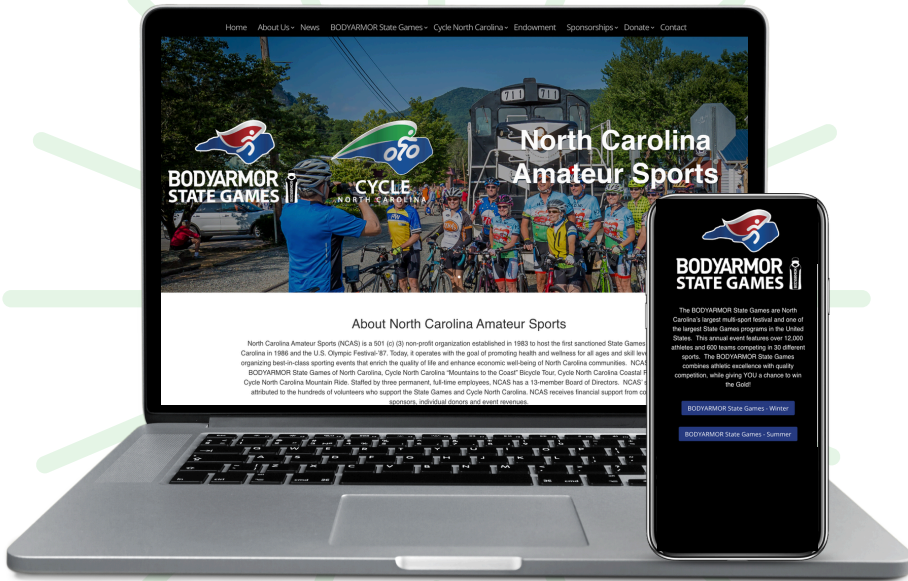 Home About Us News BODYARMOR State Games Cycle North Carolina Endowment Sponsorships Donate Contact
711 711
North Carolina
Amateur Sports
BODYARMOR
STATE GAMES
CYCLE
NORTH CAROLINA
About North Carolina Amateur Sports
North Carolina Amateur Sports (NCAS) is a 501 (c) (3) non-profit organization established in 1983 to host the first sanctioned State Games
Carolina in 1986 and the U.S. Olympic Festival-'87. Today, it operates with the goal of promoting health and wellness for all ages and skill
organizing best-in-class sporting events that enrich the quality of life and enhance economic well-being of North Carolina communities.
BODYARMOR State Games of North Carolina, Cycle North Carolina "Mountains to the Coast" Bicycle Tour, Cycle North Carolina Coastal
Cycle North Carolina Mountain Ride. Staffed by three permanent, full-time employees, NCAS has a 13-member Board of Directors. NCAS'
attributed to the hundreds of volunteers who support the State Games and Cycle North Carolina. NCAS receives financial support from
sponsors, individual donors and event revenues.
BODYARMOR
STATE GAMES
The BODYARMOR State Games are North
Carolina's largest multi-sport festival and one of
the largest State Games programs in the United
States. This annual event features over 12,000
athletes and 600 teams competing in 30 different
sports. The BODYARMOR State Games
combines athletic excellence with quality
competition, while giving YOU a chance to win
the Gold!
BODYARMOR State Games - Winter
BODYARMOR State Games - Summer